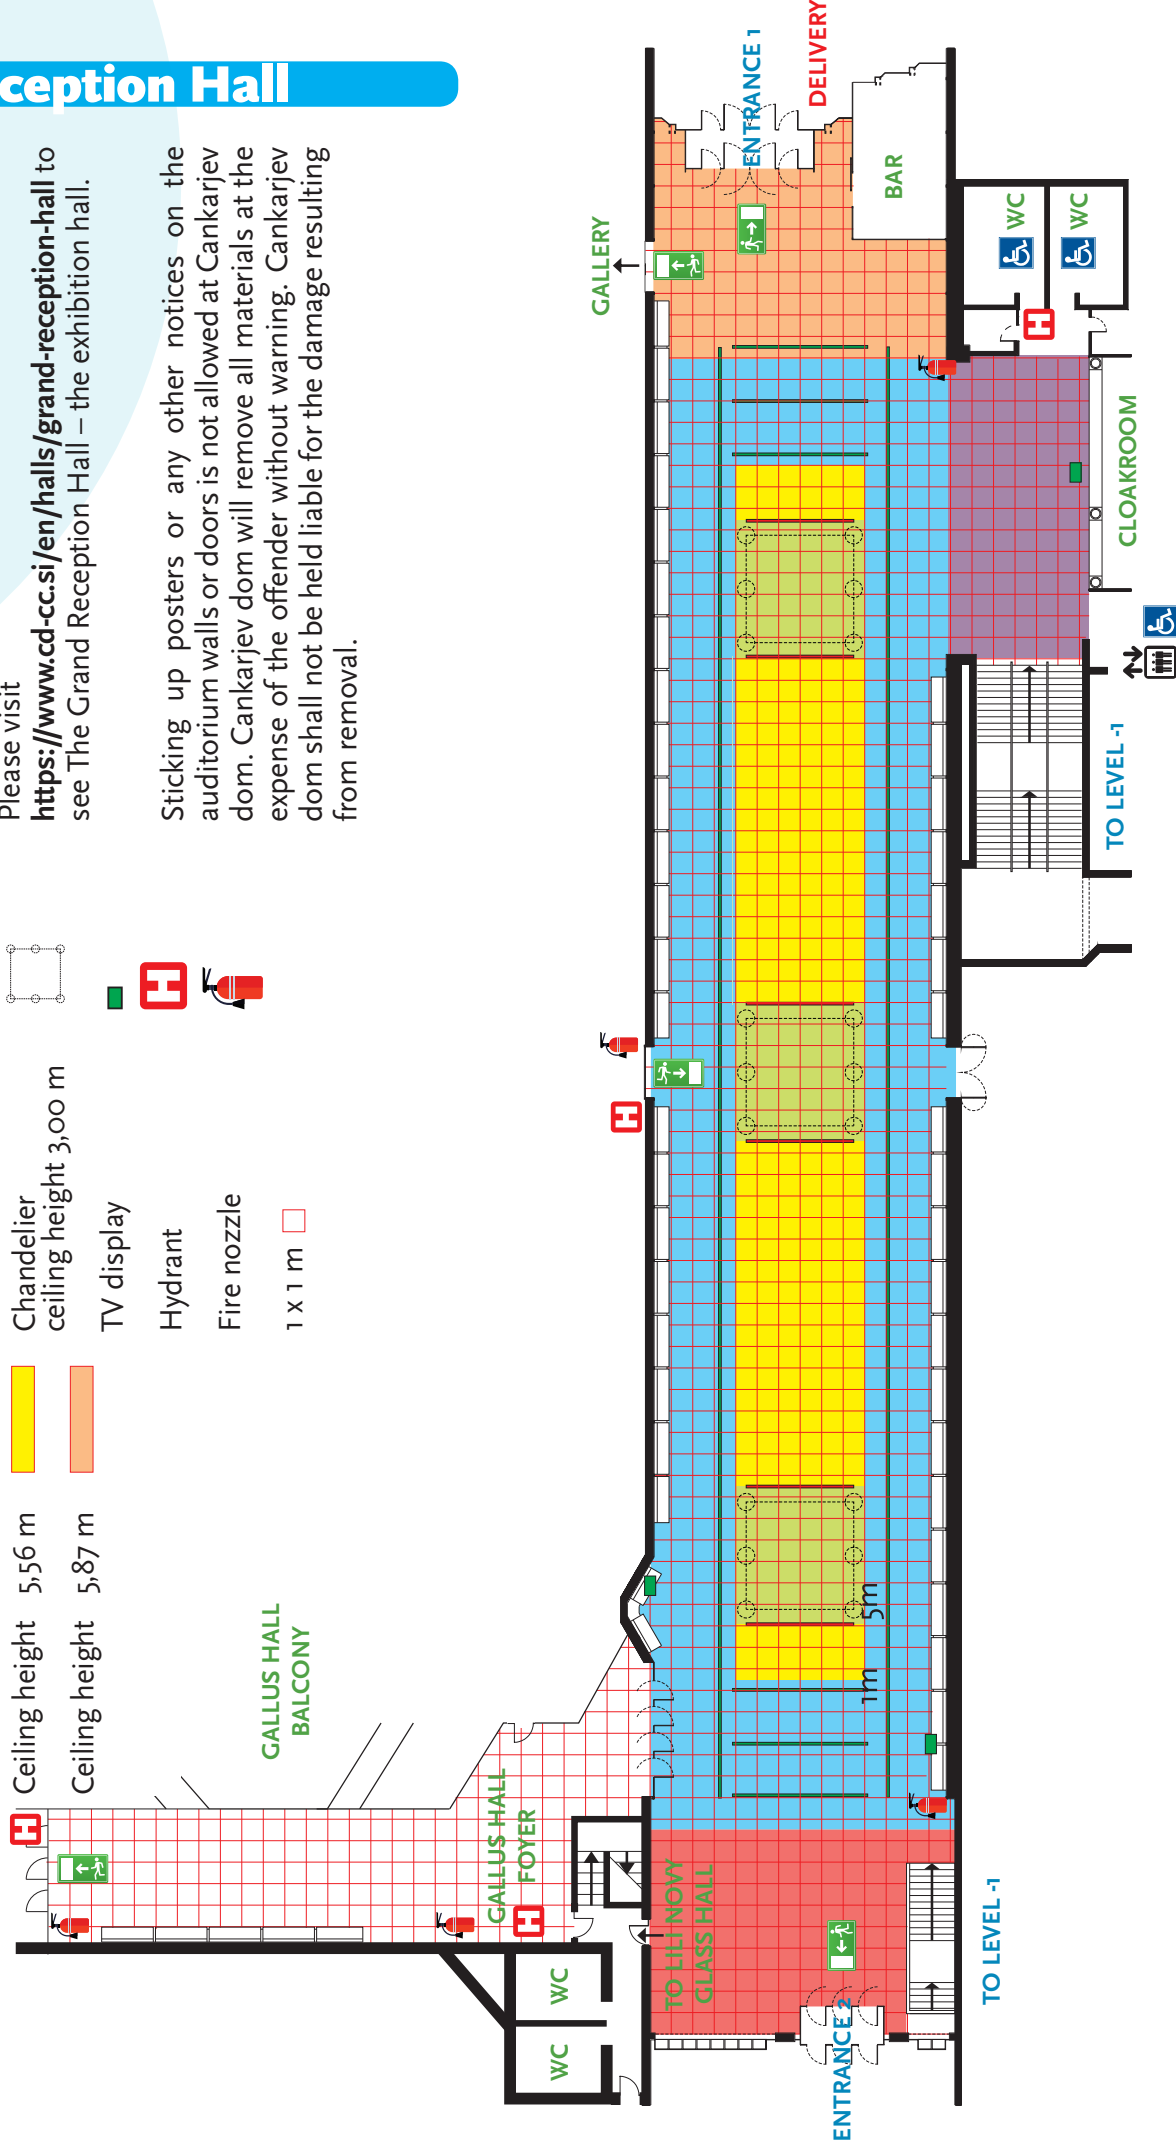 ception Hall
Please visit
https://www.cd-cc.si/en/halls/grand-reception-hall to
see The Grand Reception Hall – the exhibition hall.
Sticking up posters or any other notices on the
auditorium walls or doors is not allowed at Cankarjev
dom. Cankarjev dom will remove all materials at the
expense of the offender without warning. Cankarjev
dom shall not be held liable for the damage resulting
from removal.
Ceiling height 5,56 m
Ceiling height 5,87 m
Chandelier
ceiling height 3,00 m
TV display
Hydrant
Fire nozzle
1 x 1 m
H
GALLUS HALL
BALCONY
GALLUS HALL
FOYER
H
H
WC
WC
TO LILI NOVY
GLASS HALL
ENTRANCE 2
TO LEVEL -1
1m
5m
H
GALLERY
ENTRANCE 1
DELIVERY
BAR
WC
WC
H
CLOAKROOM
TO LEVEL -1